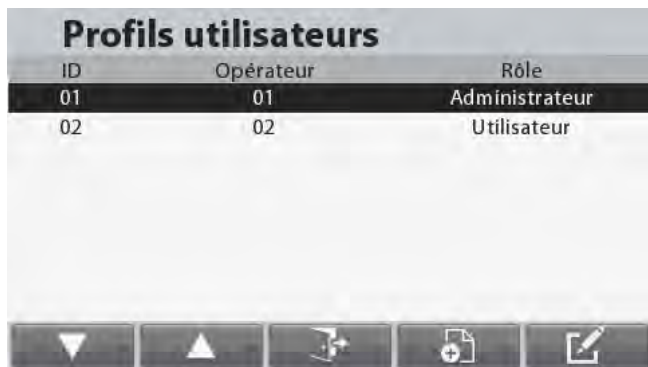 Profils utilisateurs
ID Opérateur Rôle
01 01 Administrateur
02 02 Utilisateur